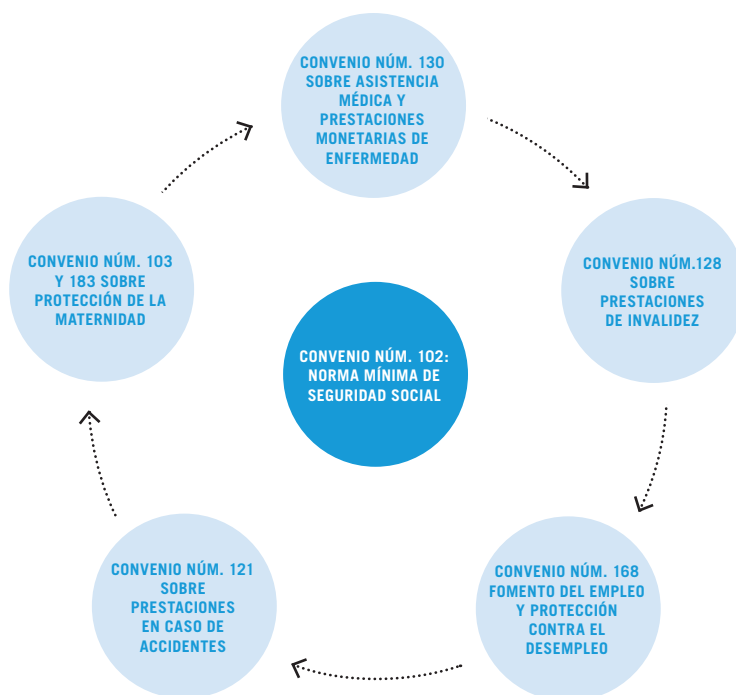 CONVENIO NÚM. 130
SOBRE ASISTENCIA
MÉDICA Y
PRESTACIONES
MONETARIAS DE
ENFERMEDAD
CONVENIO NÚM.128
SOBRE
PRESTACIONES
DE INVALIDEZ
CONVENIO NÚM. 168
FOMENTO DEL EMPLEO
Y PROTECCIÓN
CONTRA EL
DESEMPLEO
CONVENIO NÚM. 121
SOBRE
PRESTACIONES
EN CASO DE
ACCIDENTES
CONVENIO NÚM. 103
Y 183 SOBRE
PROTECCIÓN DE LA
MATERNIDAD
CONVENIO NÚM. 102:
NORMA MÍNIMA DE
SEGURIDAD SOCIAL